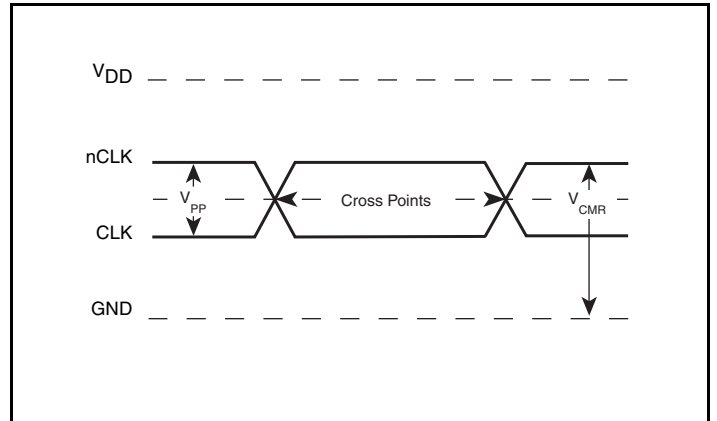 VDD
nCLK
VPP
Cross Points
VCMR
CLK
GND